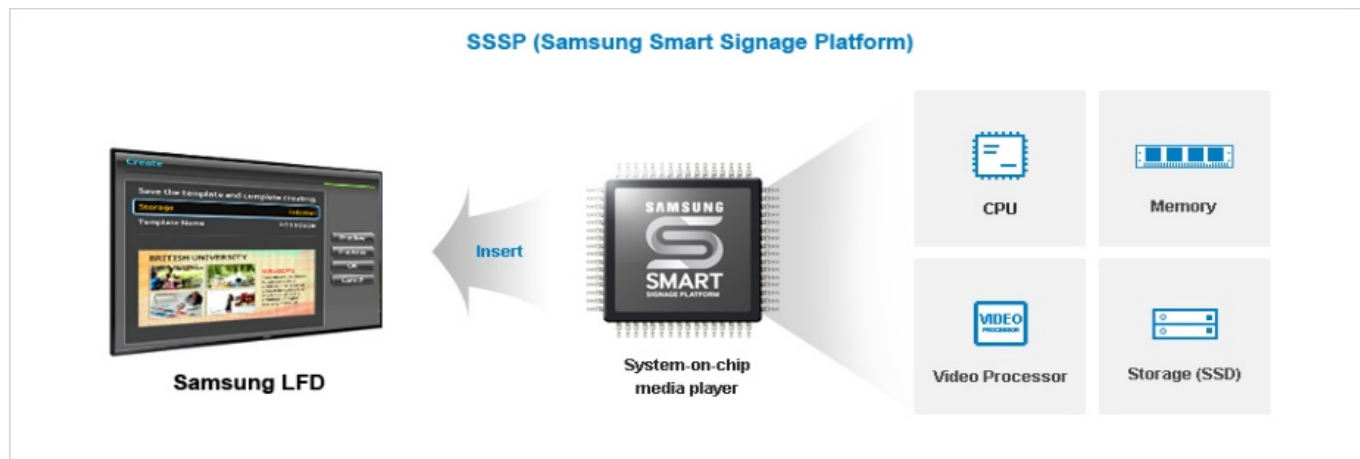 SSSP (Samsung Smart Signage Platform)
Create
Save the template and complete creating.
Storage
Internal
Template Name
BRITISH UNIVERSITY
Samsung LFD
Insert
SAMSUNG
SMART
SIGNAGE PLATFORM
System-on-chip
media player
CPU
Memory
VIDEO
PROCESSOR
Video Processor
Storage (SSD)